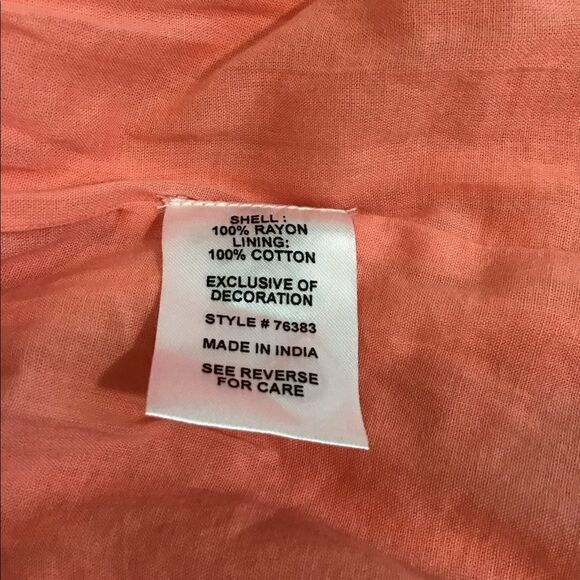 SHELL :
100% RAYON
LINING:
100% COTTON
EXCLUSIVE OF
DECORATION
STYLE # 76383
MADE IN INDIA
SEE REVERSE
FOR CARE